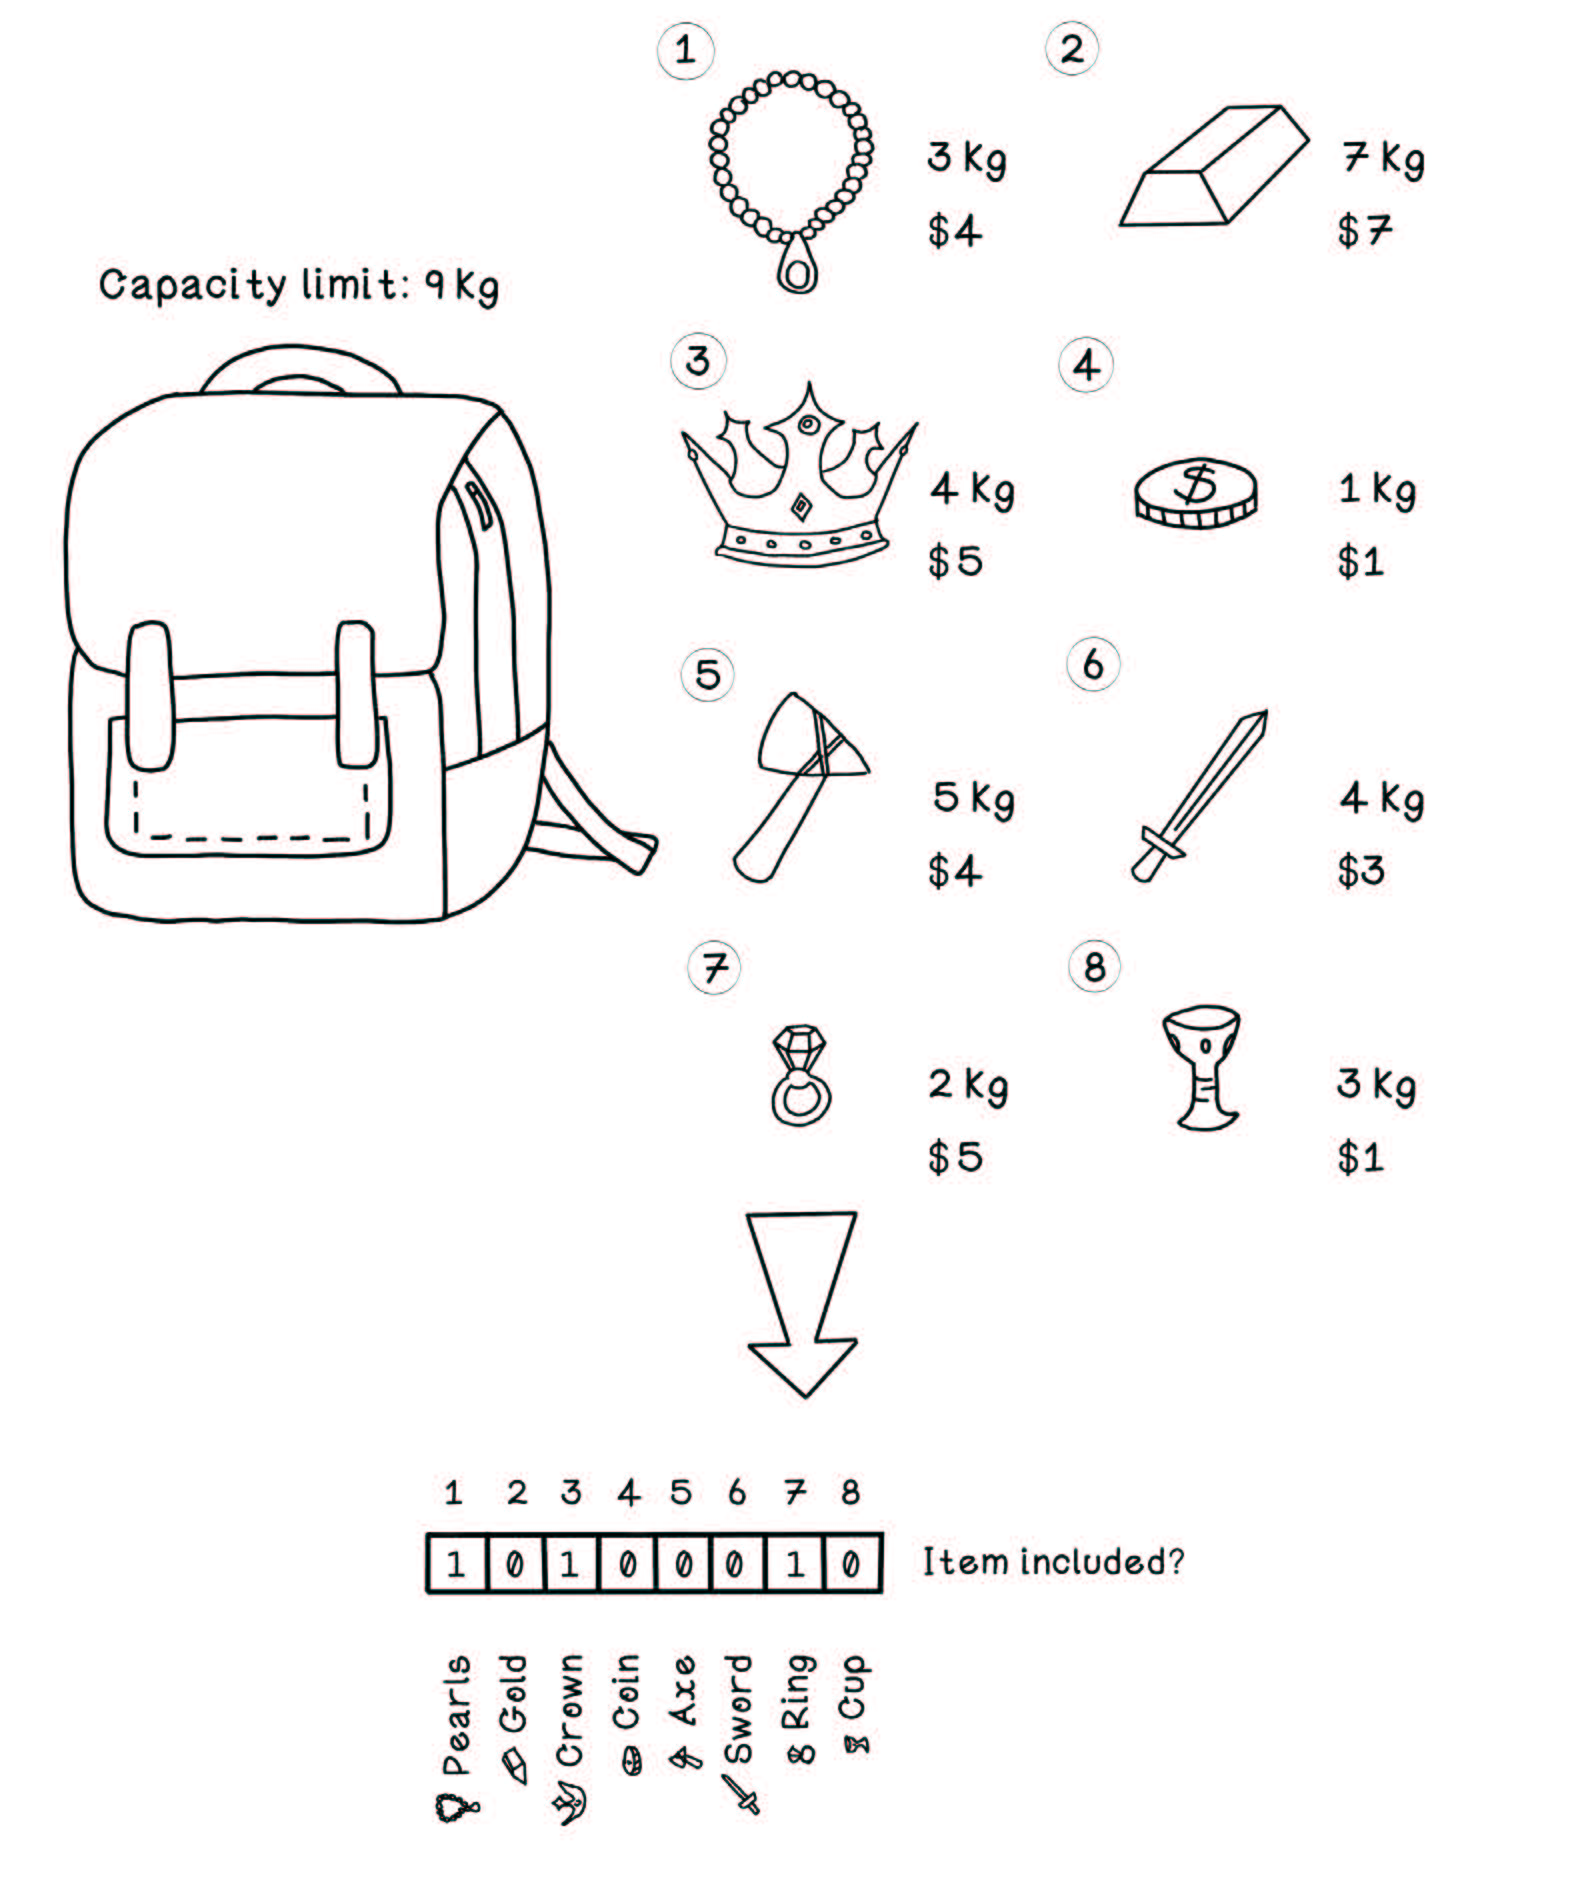 1
3 Kg
$4
2
7 Kg
$7
Capacity limit: 9 Kg
3
4 Kg
$5
4
$
1 Kg
$1
5
5 Kg
$4
6
4 Kg
$3
7
2 Kg
$5
8
3 Kg
$1
1 2 3 4 5 6 7 8
1 0 1 0 0 0 1 0 Item included?
Pearls
Gold
Crown
Coin
Axe
Sword
Ring
Cup